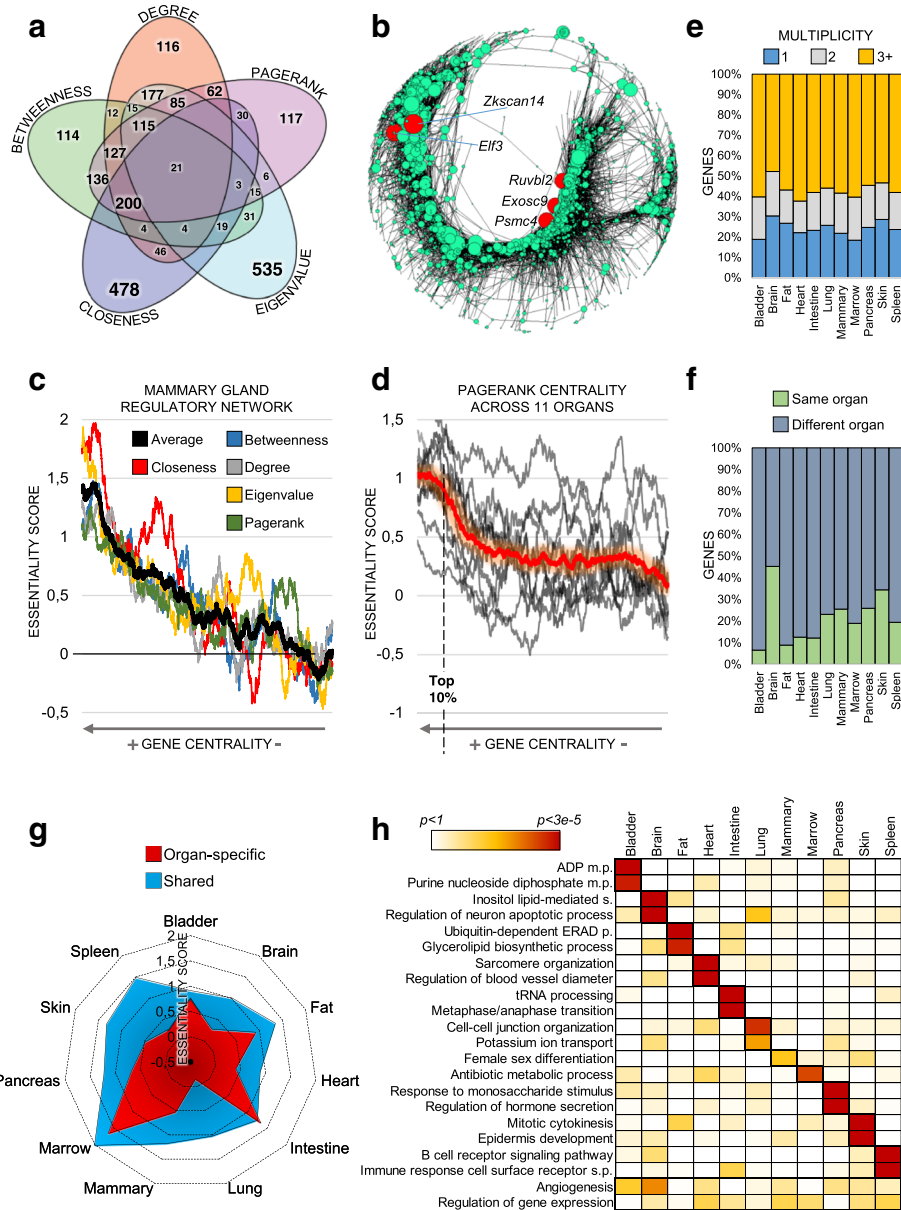 a
DEGREE
PAGERANK
BETWEENNESS
CLOSENESS
EIGENVALUE
116
177
85
62
12
15
30
117
114
115
127
21
136
3
6
15
200
31
4
4
19
46
478
535
b
Zkscan14
Elf3
Ruvbl2
Exosc9
Psmc4
e
MULTIPLICITY
1
2
3+
GENES
100%
90%
80%
70%
60%
50%
40%
30%
20%
10%
0%
Bladder
Brain
Fat
Heart
Intestine
Lung
Mammary
Marrow
Pancreas
Skin
Spleen
c
MAMMARY GLAND
REGULATORY NETWORK
Average
Closeness
Betweenness
Degree
Eigenvalue
Pagerank
ESSENTIALITY SCORE
2
1,5
1
0,5
0
-0,5
+ GENE CENTRALITY -
d
PAGERANK CENTRALITY
ACROSS 11 ORGANS
ESSENTIALITY SCORE
1,5
1
0,5
0
-0,5
-1
Top
10%
+ GENE CENTRALITY -
f
Same organ
Different organ
GENES
100%
90%
80%
70%
60%
50%
40%
30%
20%
10%
0%
Bladder
Brain
Fat
Heart
Intestine
Lung
Mammary
Marrow
Pancreas
Skin
Spleen
g
Organ-specific
Shared
Bladder
Brain
Fat
Heart
Intestine
Lung
Mammary
Marrow
Pancreas
Skin
Spleen
2
1,5
1
0,5
0
-0,5
ESSENTIALITY SCORE
h
p<1
p<3e-5
Bladder
Brain
Fat
Heart
Intestine
Lung
Mammary
Marrow
Pancreas
Skin
Spleen
ADP m.p.
Purine nucleoside diphosphate m.p.
Inositol lipid-mediated s.
Regulation of neuron apoptotic process
Ubiquitin-dependent ERAD p.
Glycerolipid biosynthetic process
Sarcomere organization
Regulation of blood vessel diameter
tRNA processing
Metaphase/anaphase transition
Cell-cell junction organization
Potassium ion transport
Female sex differentiation
Antibiotic metabolic process
Response to monosaccharide stimulus
Regulation of hormone secretion
Mitotic cytokinesis
Epidermis development
B cell receptor signaling pathway
Immune response cell surface receptor s.p.
Angiogenesis
Regulation of gene expression